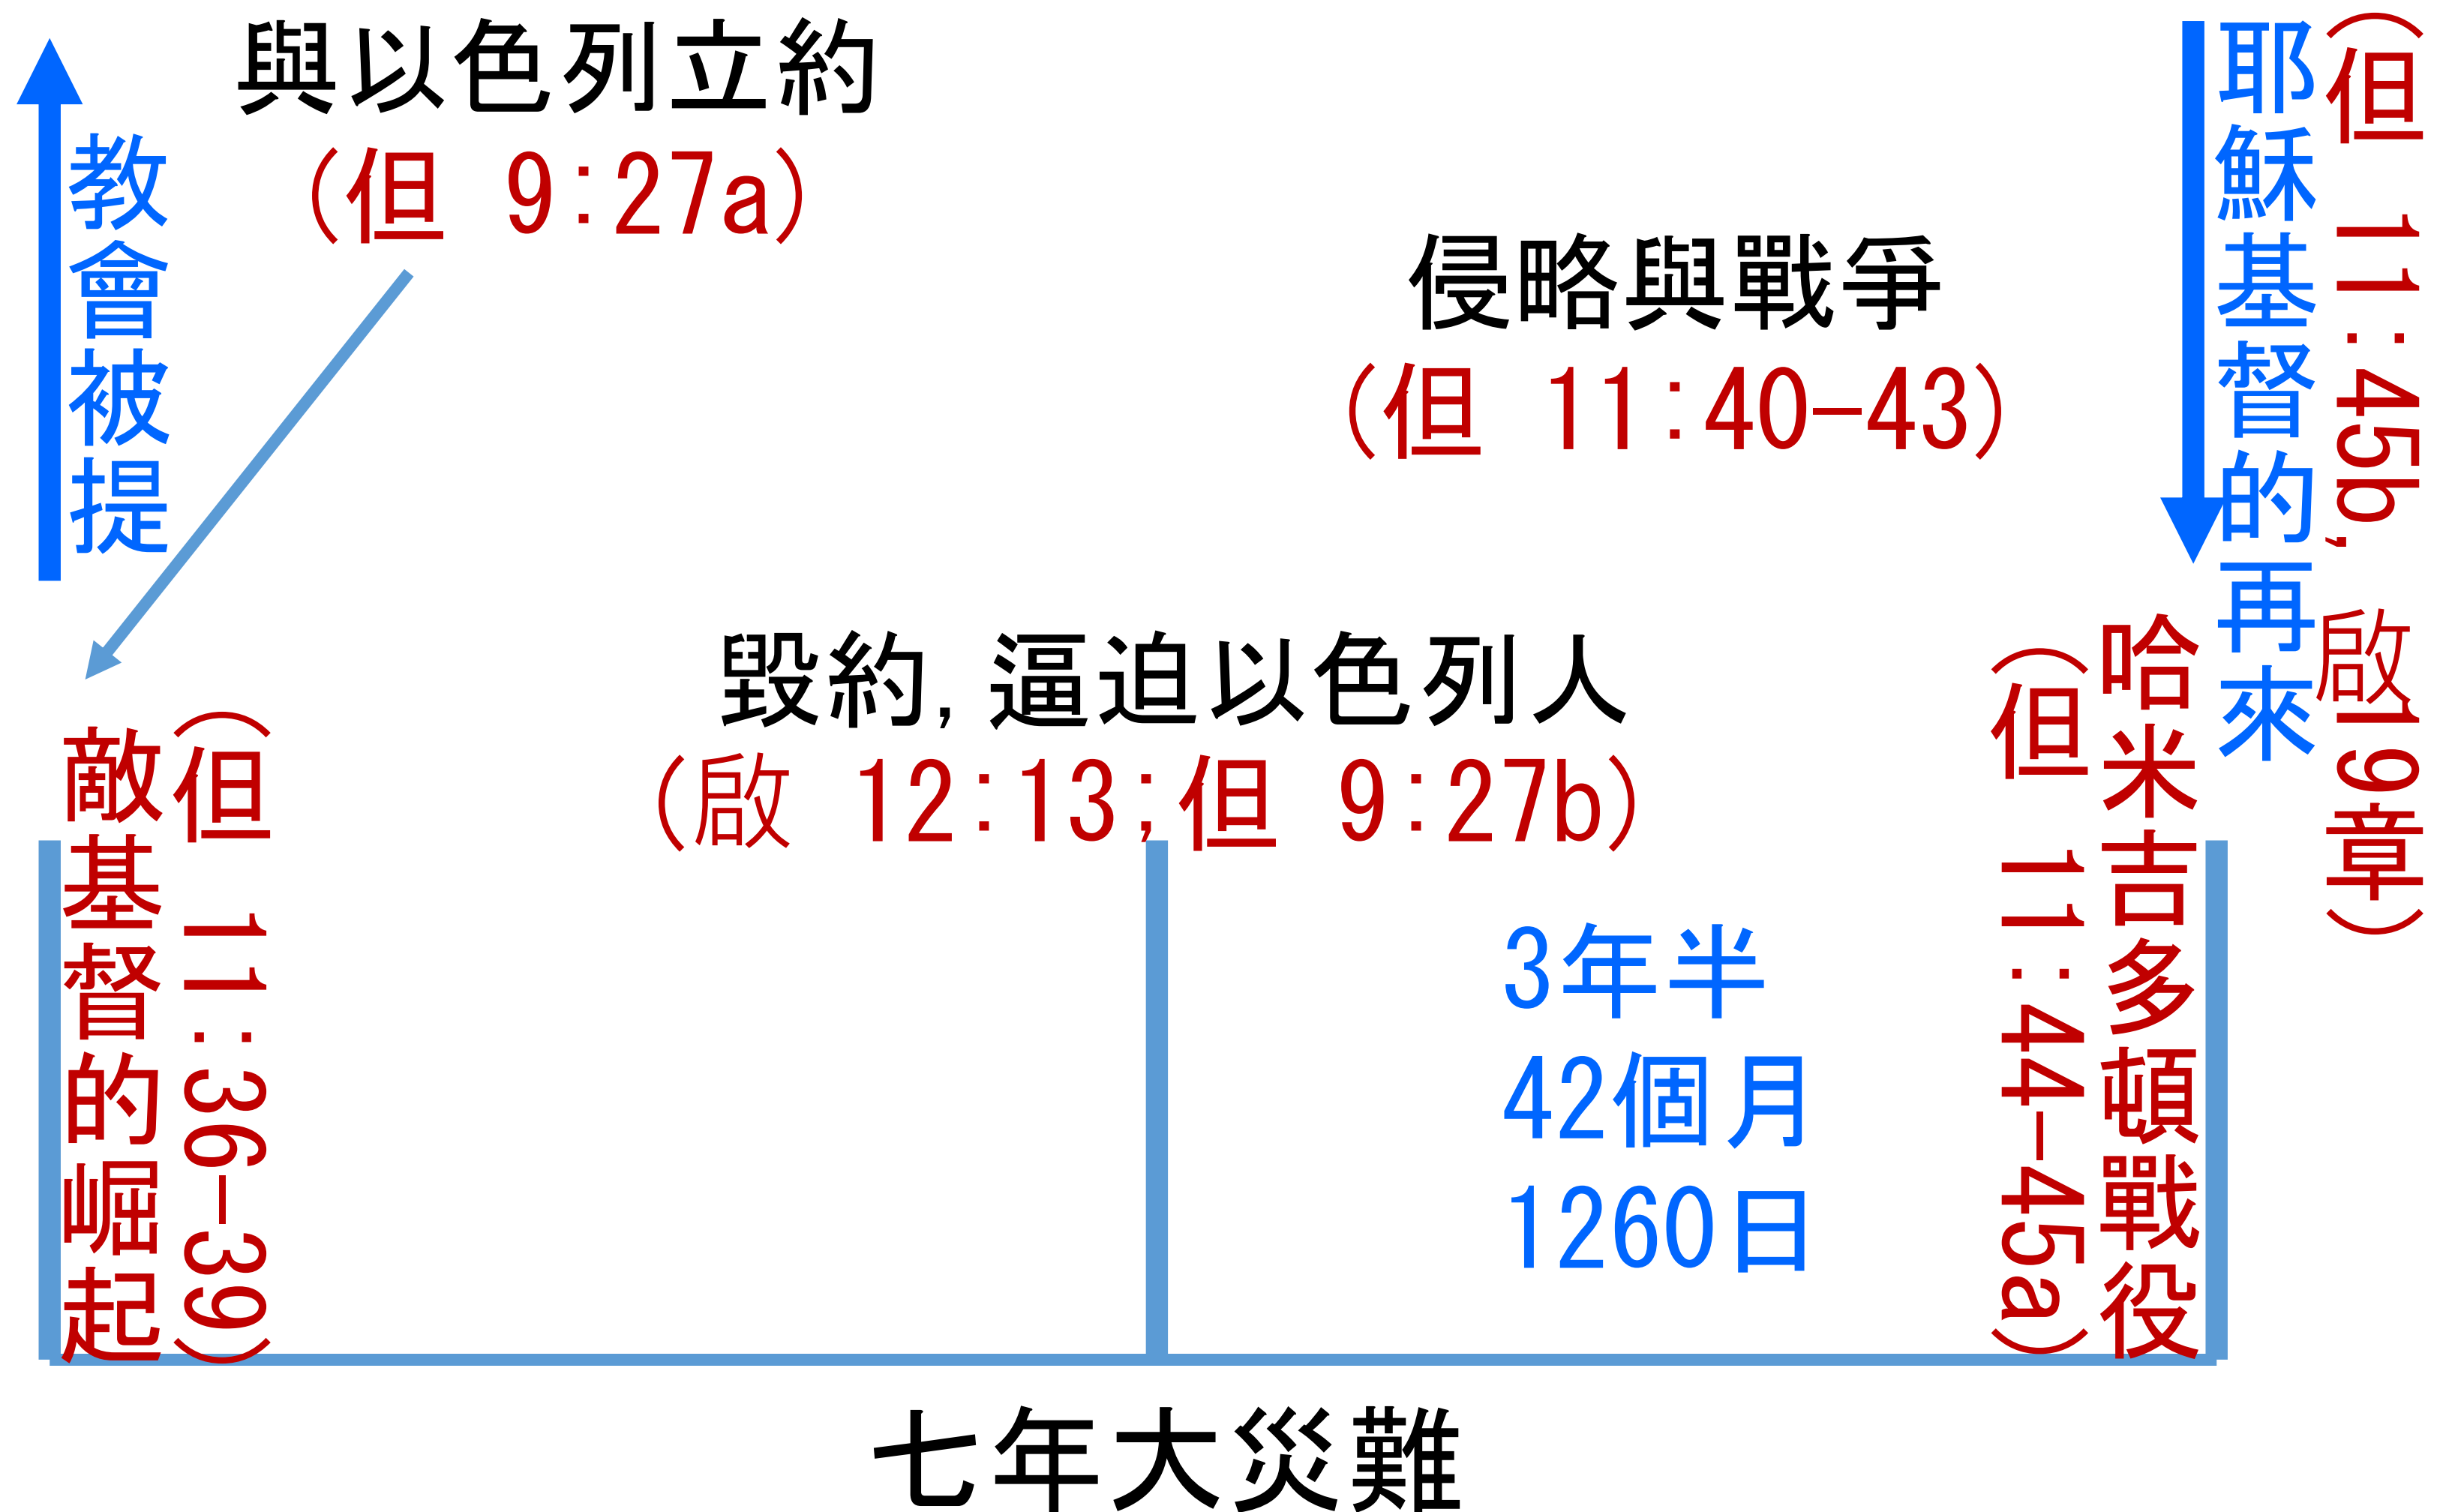 與以色列立約
(但 9:27a)
教會被提
侵略與戰爭
(但 11:40-43)
耶穌基督的再來
(但 11:45b,
啟19章)
毀約,逼迫以色列人
(啟 12:13;但 9:27b)
敵基督的崛起
(但 11:36-39)
3年半
42個月
1260日
哈米吉多頓戰役
(但 11:44-45a)
七年大災難